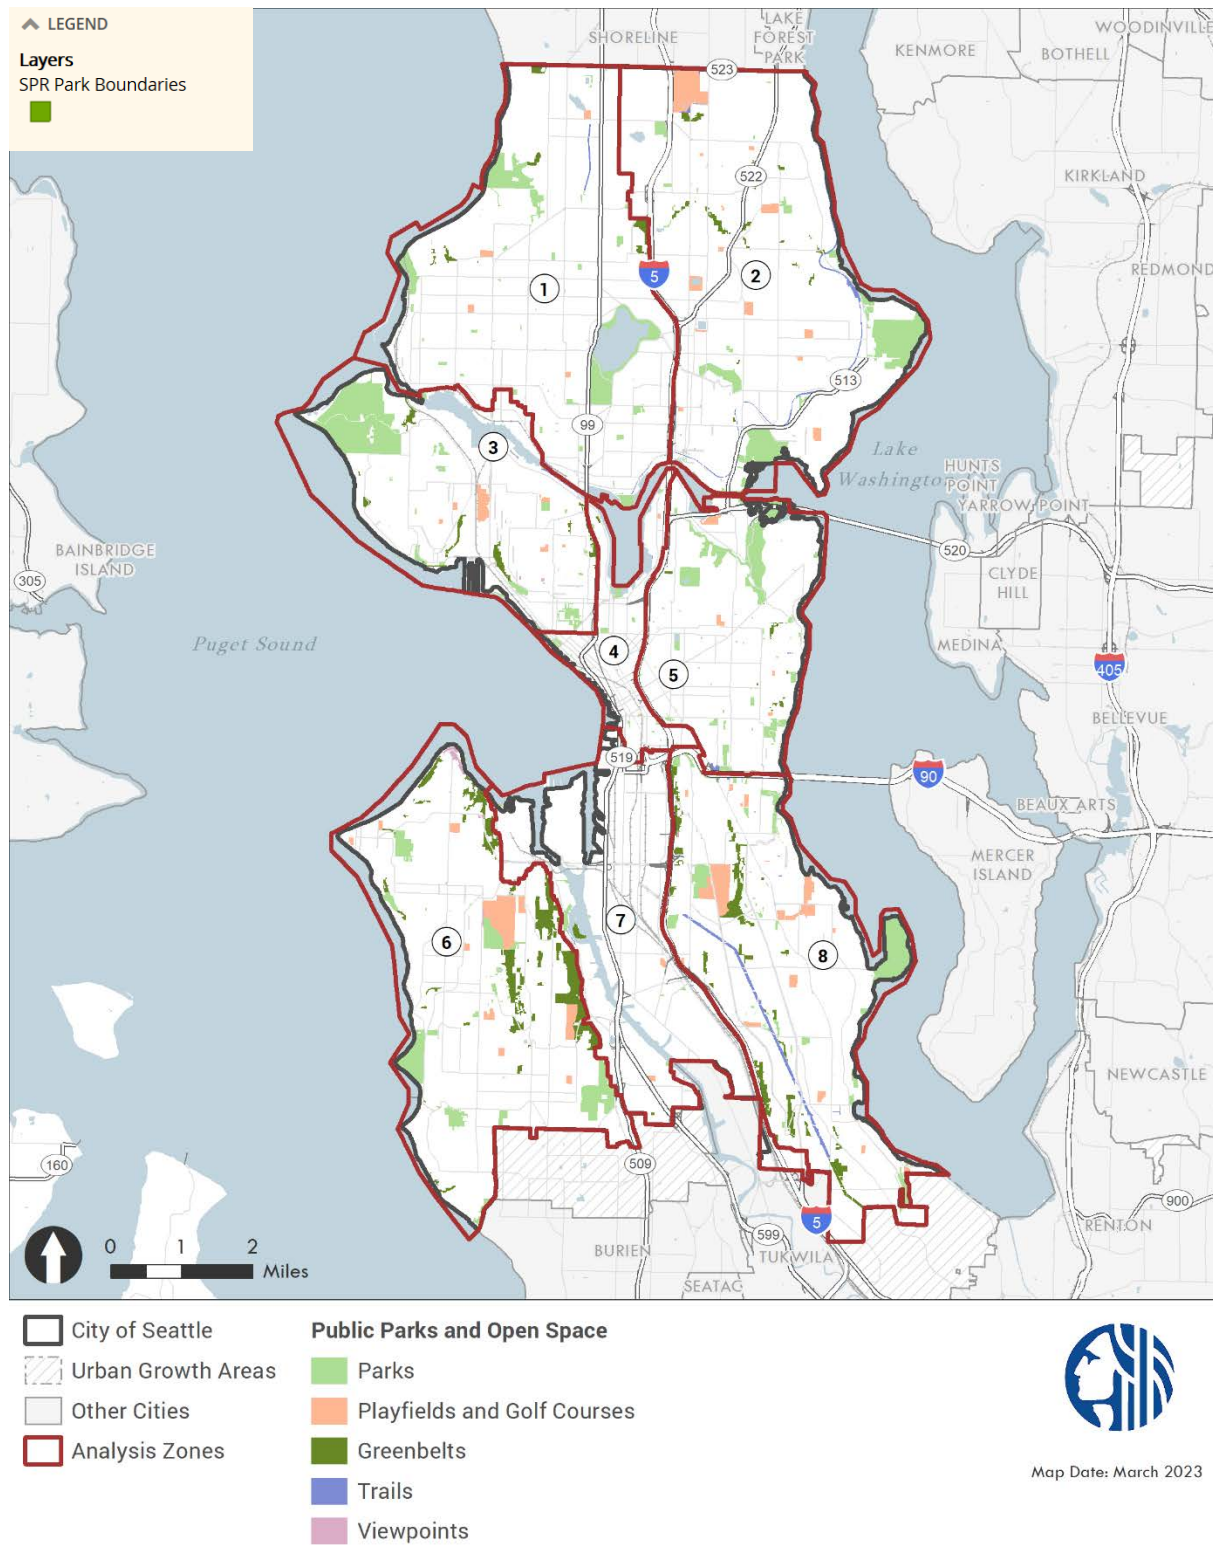 LEGEND
Layers
SPR Park Boundaries
SHORELINE
LAKE
FOREST
PARK
KENMORE
BOTHELL
WOODINVILLE
523
522
KIRKLAND
REDMOND
5
1
2
513
99
3
Lake
Washington
HUNTS
POINT
YARROW POINT
520
BAINBRIDGE
ISLAND
305
CLYDE
HILL
Puget Sound
MEDINA
4
5
405
BELLEVUE
519
90
BEAUX ARTS
MERCER
ISLAND
6
7
8
NEWCASTLE
160
509
900
RENTON
5
599
TUKWILA
BURIEN
SEATAC
0 1 2
Miles
City of Seattle
Urban Growth Areas
Other Cities
Analysis Zones
Public Parks and Open Space
Parks
Playfields and Golf Courses
Greenbelts
Trails
Viewpoints
Map Date: March 2023